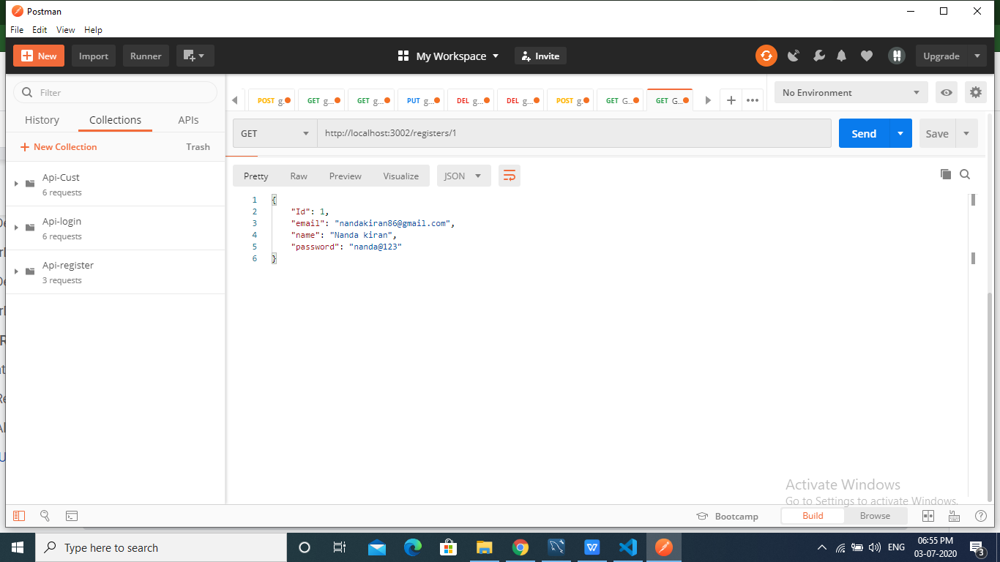 Postman
File Edit View Help
New Import Runner My Workspace Invite Upgrade
Filter
History Collections APIs
New Collection Trash
Api-Cust
6 requests
Api-login
6 requests
Api-register
3 requests
POST g. GET g... GET g... PUT g... DEL g... DEL g... POST g. GET G... GET G...
No Environment
GET http://localhost:3002/registers/1 Send Save
Pretty Raw Preview Visualize JSON
1 {
2 "Id": 1,
3 "email": "nandakiran86@gmail.com",
4 "name": "Nanda kiran",
5 "password": "nanda@123"
6 }
Activate Windows
Go to Settings to activate Windows.
Bootcamp Build Browse
Type here to search
ENG
06:55 PM
03-07-2020
3